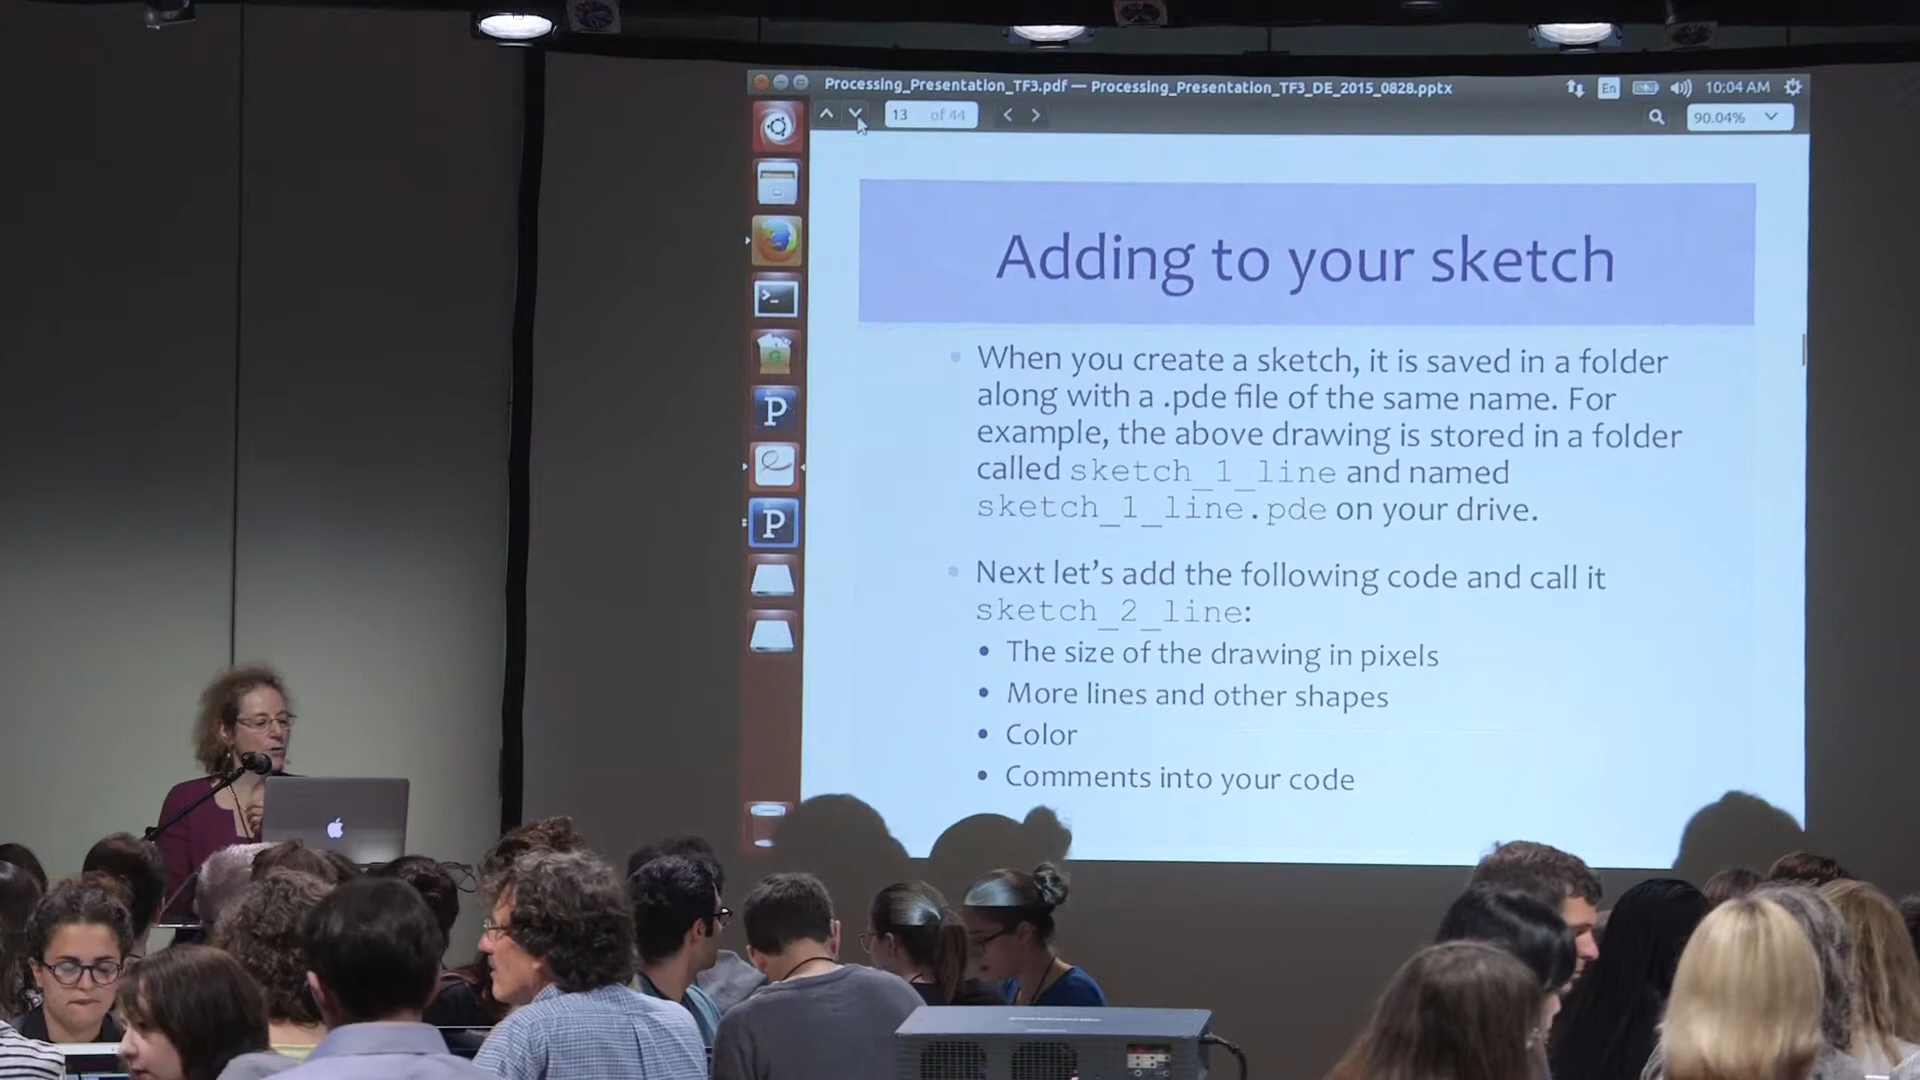 Processing_Presentation_TF3.pdf — Processing_Presentation_TF3_DE_2015_0828.pptx
En
10:04 AM
13 of 44
90.04%
Adding to your sketch
When you create a sketch, it is saved in a folder
along with a .pde file of the same name. For
example, the above drawing is stored in a folder
called sketch_1_line and named
sketch_1_line.pde on your drive.
Next let’s add the following code and call it
sketch_2_line:
• The size of the drawing in pixels
• More lines and other shapes
• Color
• Comments into your code
P
P